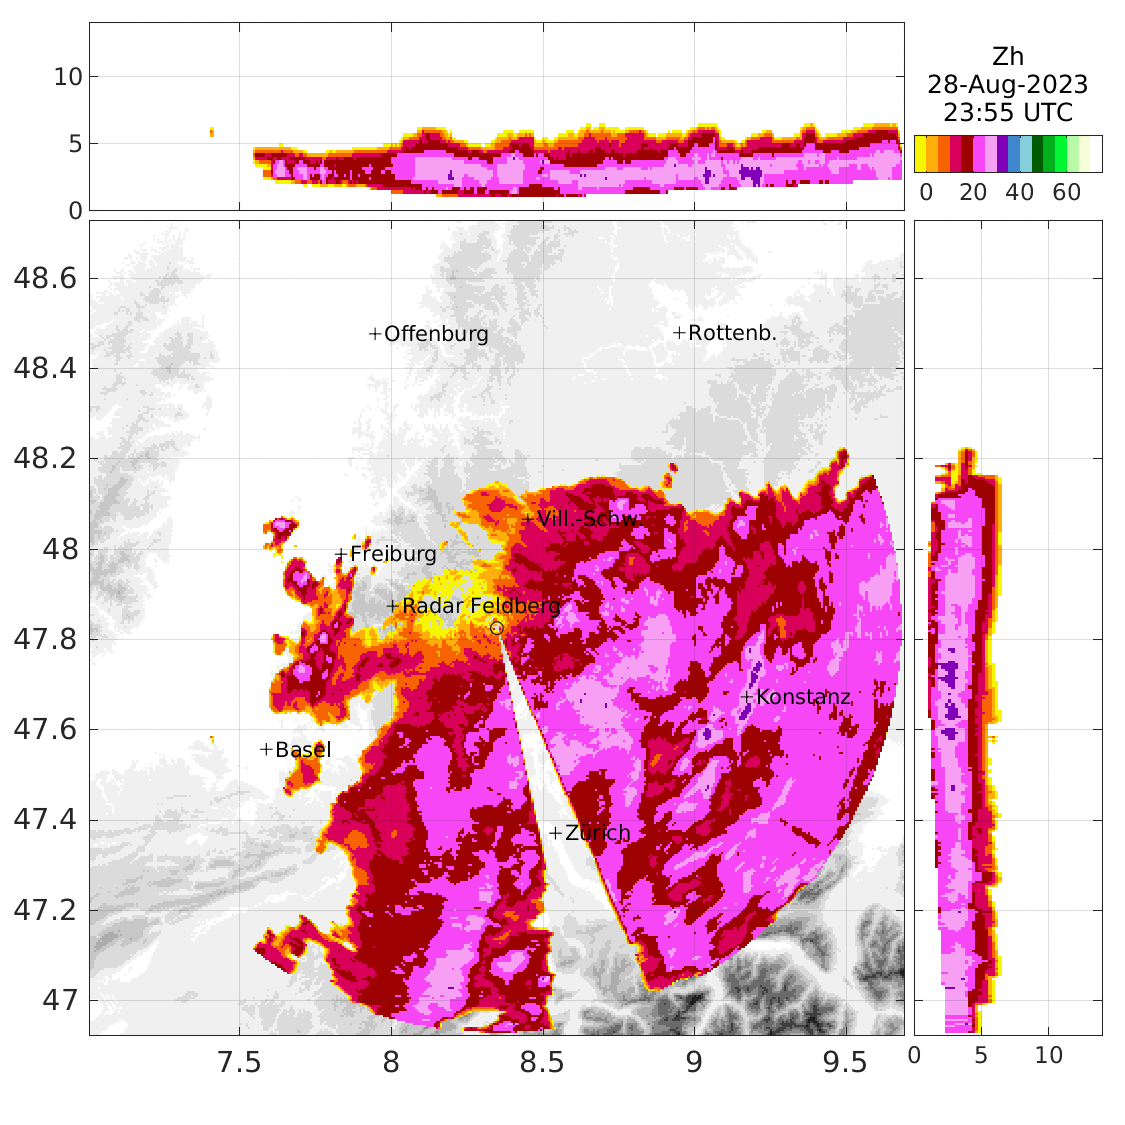 Zh
28-Aug-2023
23:55 UTC
10
5
0
0 20 40 60
48.6
48.4
48.2
48
47.8
47.6
47.4
47.2
47
+Offenburg
+Rottenb.
+Vill.-Schw.
+Freiburg
+Radar Feldberg
+Konstanz
+Basel
+Zürich
7.5 8 8.5 9 9.5
0 5 10